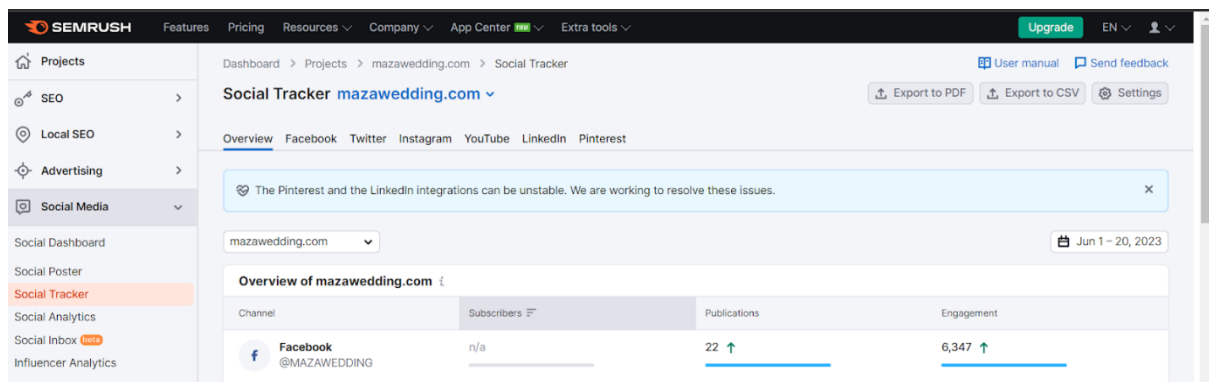 SEMRUSH Features Pricing Resources Company App Center new Extra tools Upgrade EN
Projects
SEO
Local SEO
Advertising
Social Media
Social Dashboard
Social Poster
Social Tracker
Social Analytics
Social Inbox beta
Influencer Analytics
Dashboard > Projects > mazawedding.com > Social Tracker
User manual Send feedback
Social Tracker mazawedding.com
Export to PDF Export to CSV Settings
Overview Facebook Twitter Instagram YouTube LinkedIn Pinterest
The Pinterest and the LinkedIn integrations can be unstable. We are working to resolve these issues.
mazawedding.com
Jun 1 – 20, 2023
Overview of mazawedding.com i
Channel Subscribers Publications Engagement
Facebook n/a 22 6,347
@MAZAWEDDING